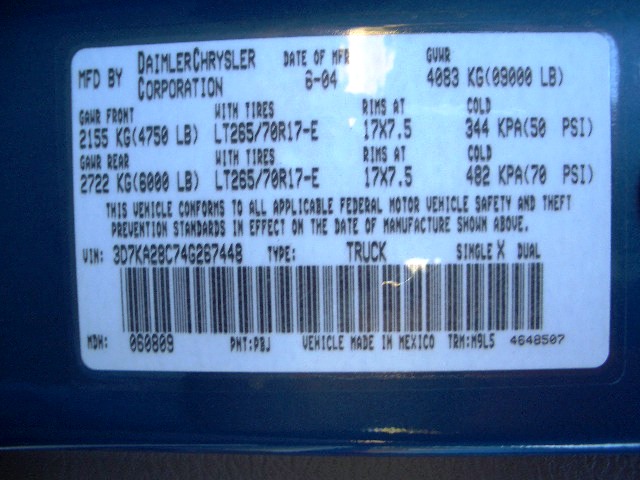 MFD BY DAIMLERCHRYSLER CORPORATION DATE OF MFR 6-04 GVWR 4083 KG(09000 LB)
GAWR FRONT WITH TIRES RIMS AT COLD
2155 KG(4750 LB) LT265/70R17-E 17X7.5 344 KPA(50 PSI)
GAWR REAR WITH TIRES RIMS AT COLD
2722 KG(6000 LB) LT265/70R17-E 17X7.5 482 KPA(70 PSI)
THIS VEHICLE CONFORMS TO ALL APPLICABLE FEDERAL MOTOR VEHICLE SAFETY AND THEFT
PREVENTION STANDARDS IN EFFECT ON THE DATE OF MANUFACTURE SHOWN ABOVE.
VIN: 3D7KA28C74G267448 TYPE: TRUCK SINGLE X DUAL
MDH: 060809 PNT:PBJ VEHICLE MADE IN MEXICO TRM:M9L5 4648507